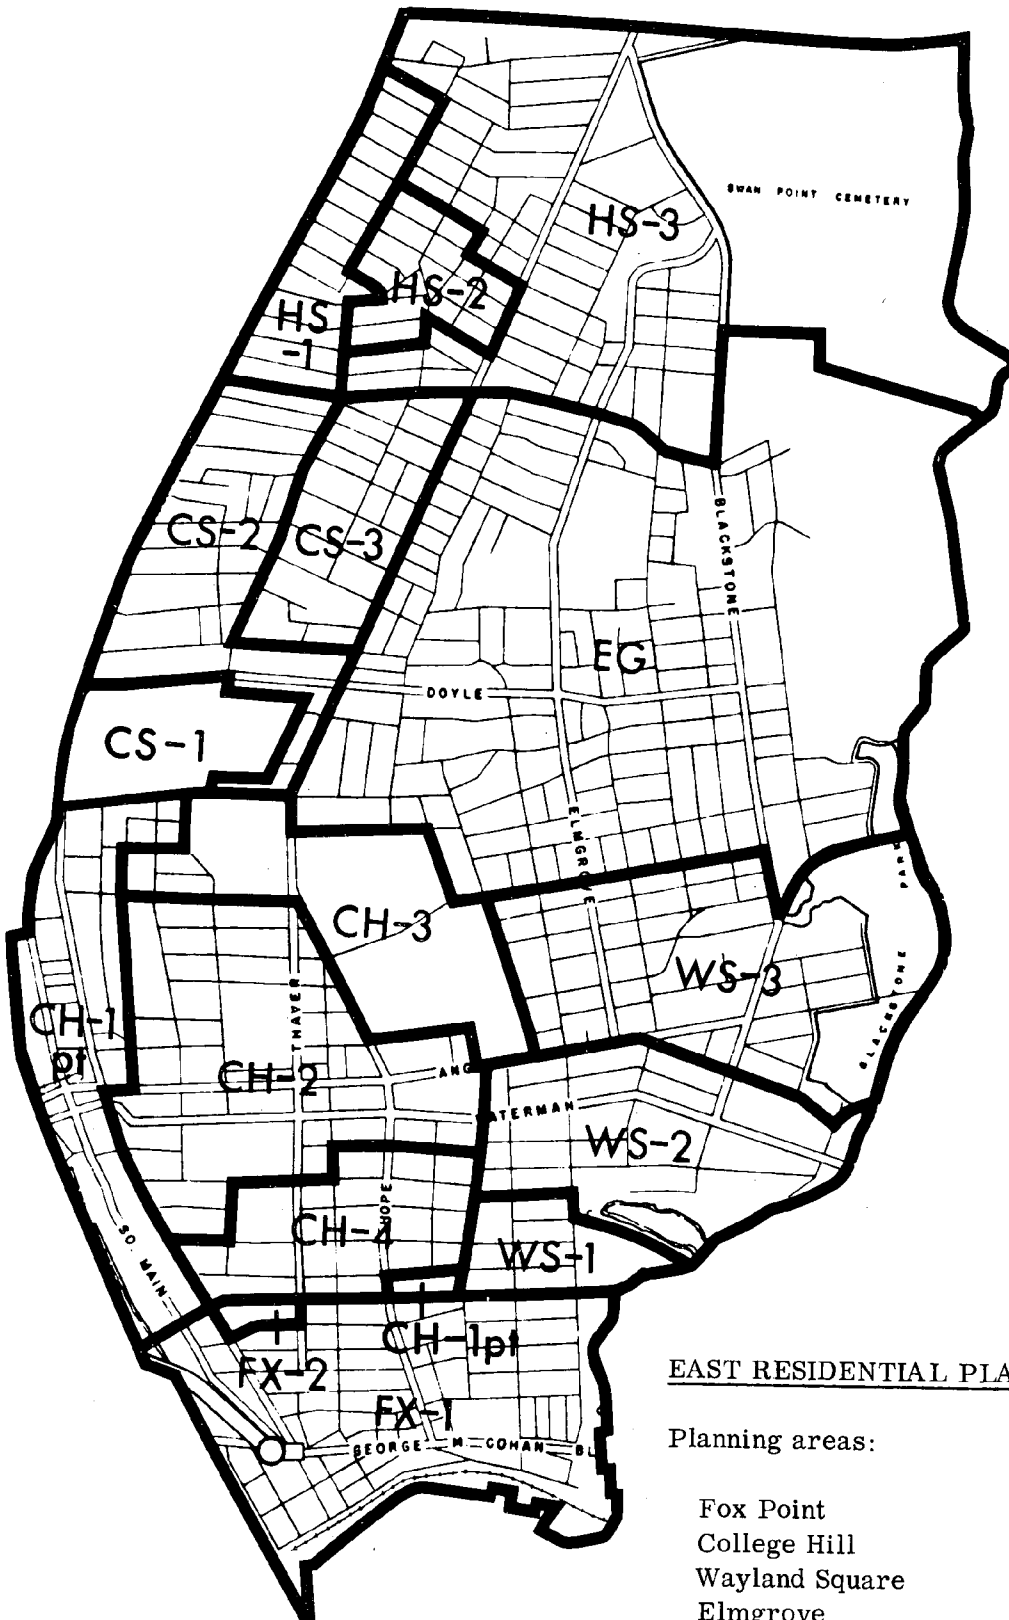 SWAN POINT CEMETERY
HS-3
HS-2
HS
-1
CS-2
CS-3
BLACKSTONE
EG
DOYLE
CS-1
ELMGROVE
CH-3
WS-3
BLACKSTONE PARK
THAYER
CH-1
pt
CH-2
ANG
ATERMAN
WS-2
HOPE
CH-4
WS-1
SO MAIN
CH-1pt
FX-2
FX-1
GEORGE M COHAN BL
EAST RESIDENTIAL PLA
Planning areas:
Fox Point
College Hill
Wayland Square
Elmgrove